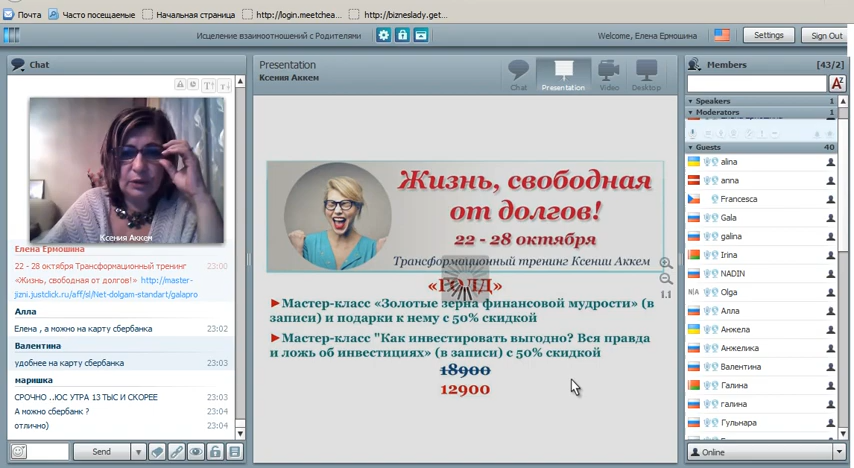 Почта
Часто посещаемые
Начальная страница
http://login.meetchea...
http://bizneslady.get...
Исцеление взаимоотношений с Родителями
Welcome, Елена Ермошина
Settings
Sign Out
Chat
Ксения Аккем
Елена Ермошина
22 - 28 октября Трансформационный тренинг 23:00
«Жизнь, свободная от долгов!» http://master-
jizni.justclick.ru/aff/sl/Net-dolgam-standart/galapro
Алла
Елена , а можно на карту сбербанка 23:02
Валентина
удобнее на карту сбербанка 23:03
маришка
СРОЧНО ..ЮС УТРА 13 ТЫС И СКОРЕЕ 23:03
А можно сбербанк ? 23:04
отлично) 23:04
Send
Presentation
Ксения Аккем
Chat
Presentation
Video
Desktop
Жизнь, свободная
от долгов!
22 - 28 октября
Трансформационный тренинг Ксении Аккем
«ГОЛД»
►Мастер-класс «Золотые зерна финансовой мудрости» (в
записи) и подарки к нему с 50% скидкой
►Мастер-класс "Как инвестировать выгодно? Вся правда
и ложь об инвестициях» (в записи) с 50% скидкой
18900
12900
1.1
Members [43/2]
Speakers 1
Moderators 1
Guests 40
alina
anna
Francesca
Gala
galina
Irina
NADIN
N/A Olga
Алла
Анжела
Анжелика
Валентина
Галина
галина
Гульнара
Online